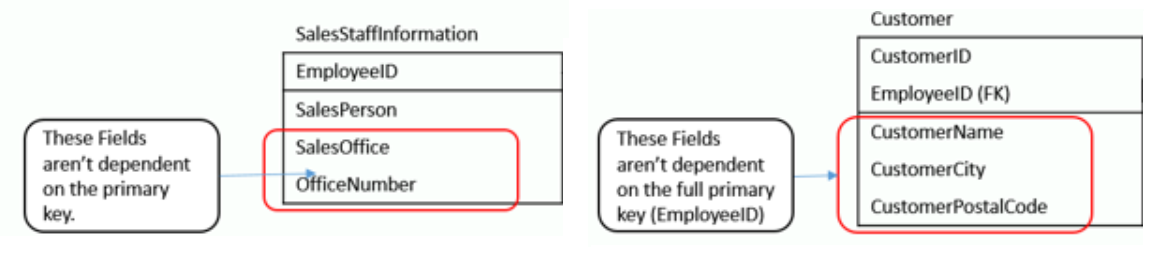 SalesStaffInformation
EmployeeID
SalesPerson
SalesOffice
OfficeNumber
These Fields
aren't dependent
on the primary
key.
Customer
CustomerID
EmployeeID (FK)
CustomerName
CustomerCity
CustomerPostalCode
These Fields
aren't dependent
on the full primary
key (EmployeeID)